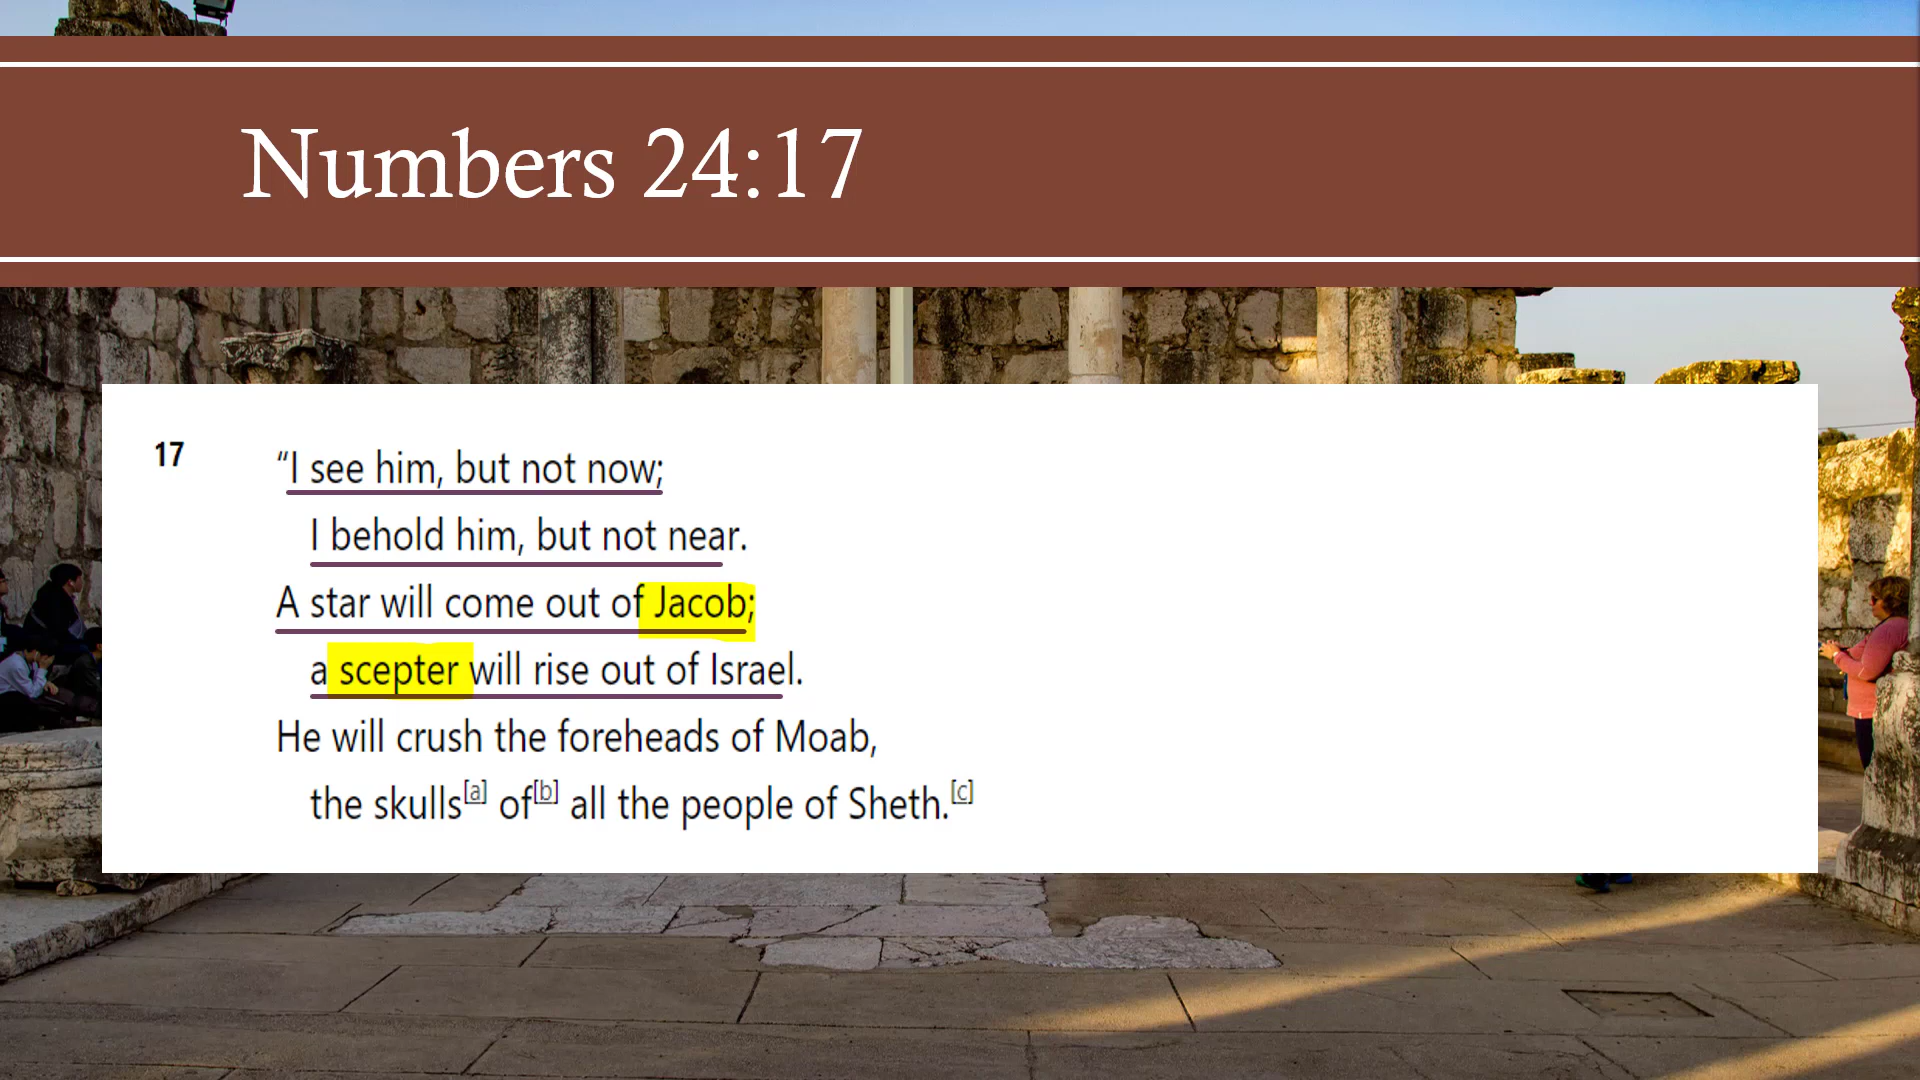 Numbers 24:17
17 “I see him, but not now;
I behold him, but not near.
A star will come out of Jacob;
a scepter will rise out of Israel.
He will crush the foreheads of Moab,
the skulls[a] of[b] all the people of Sheth.[c]